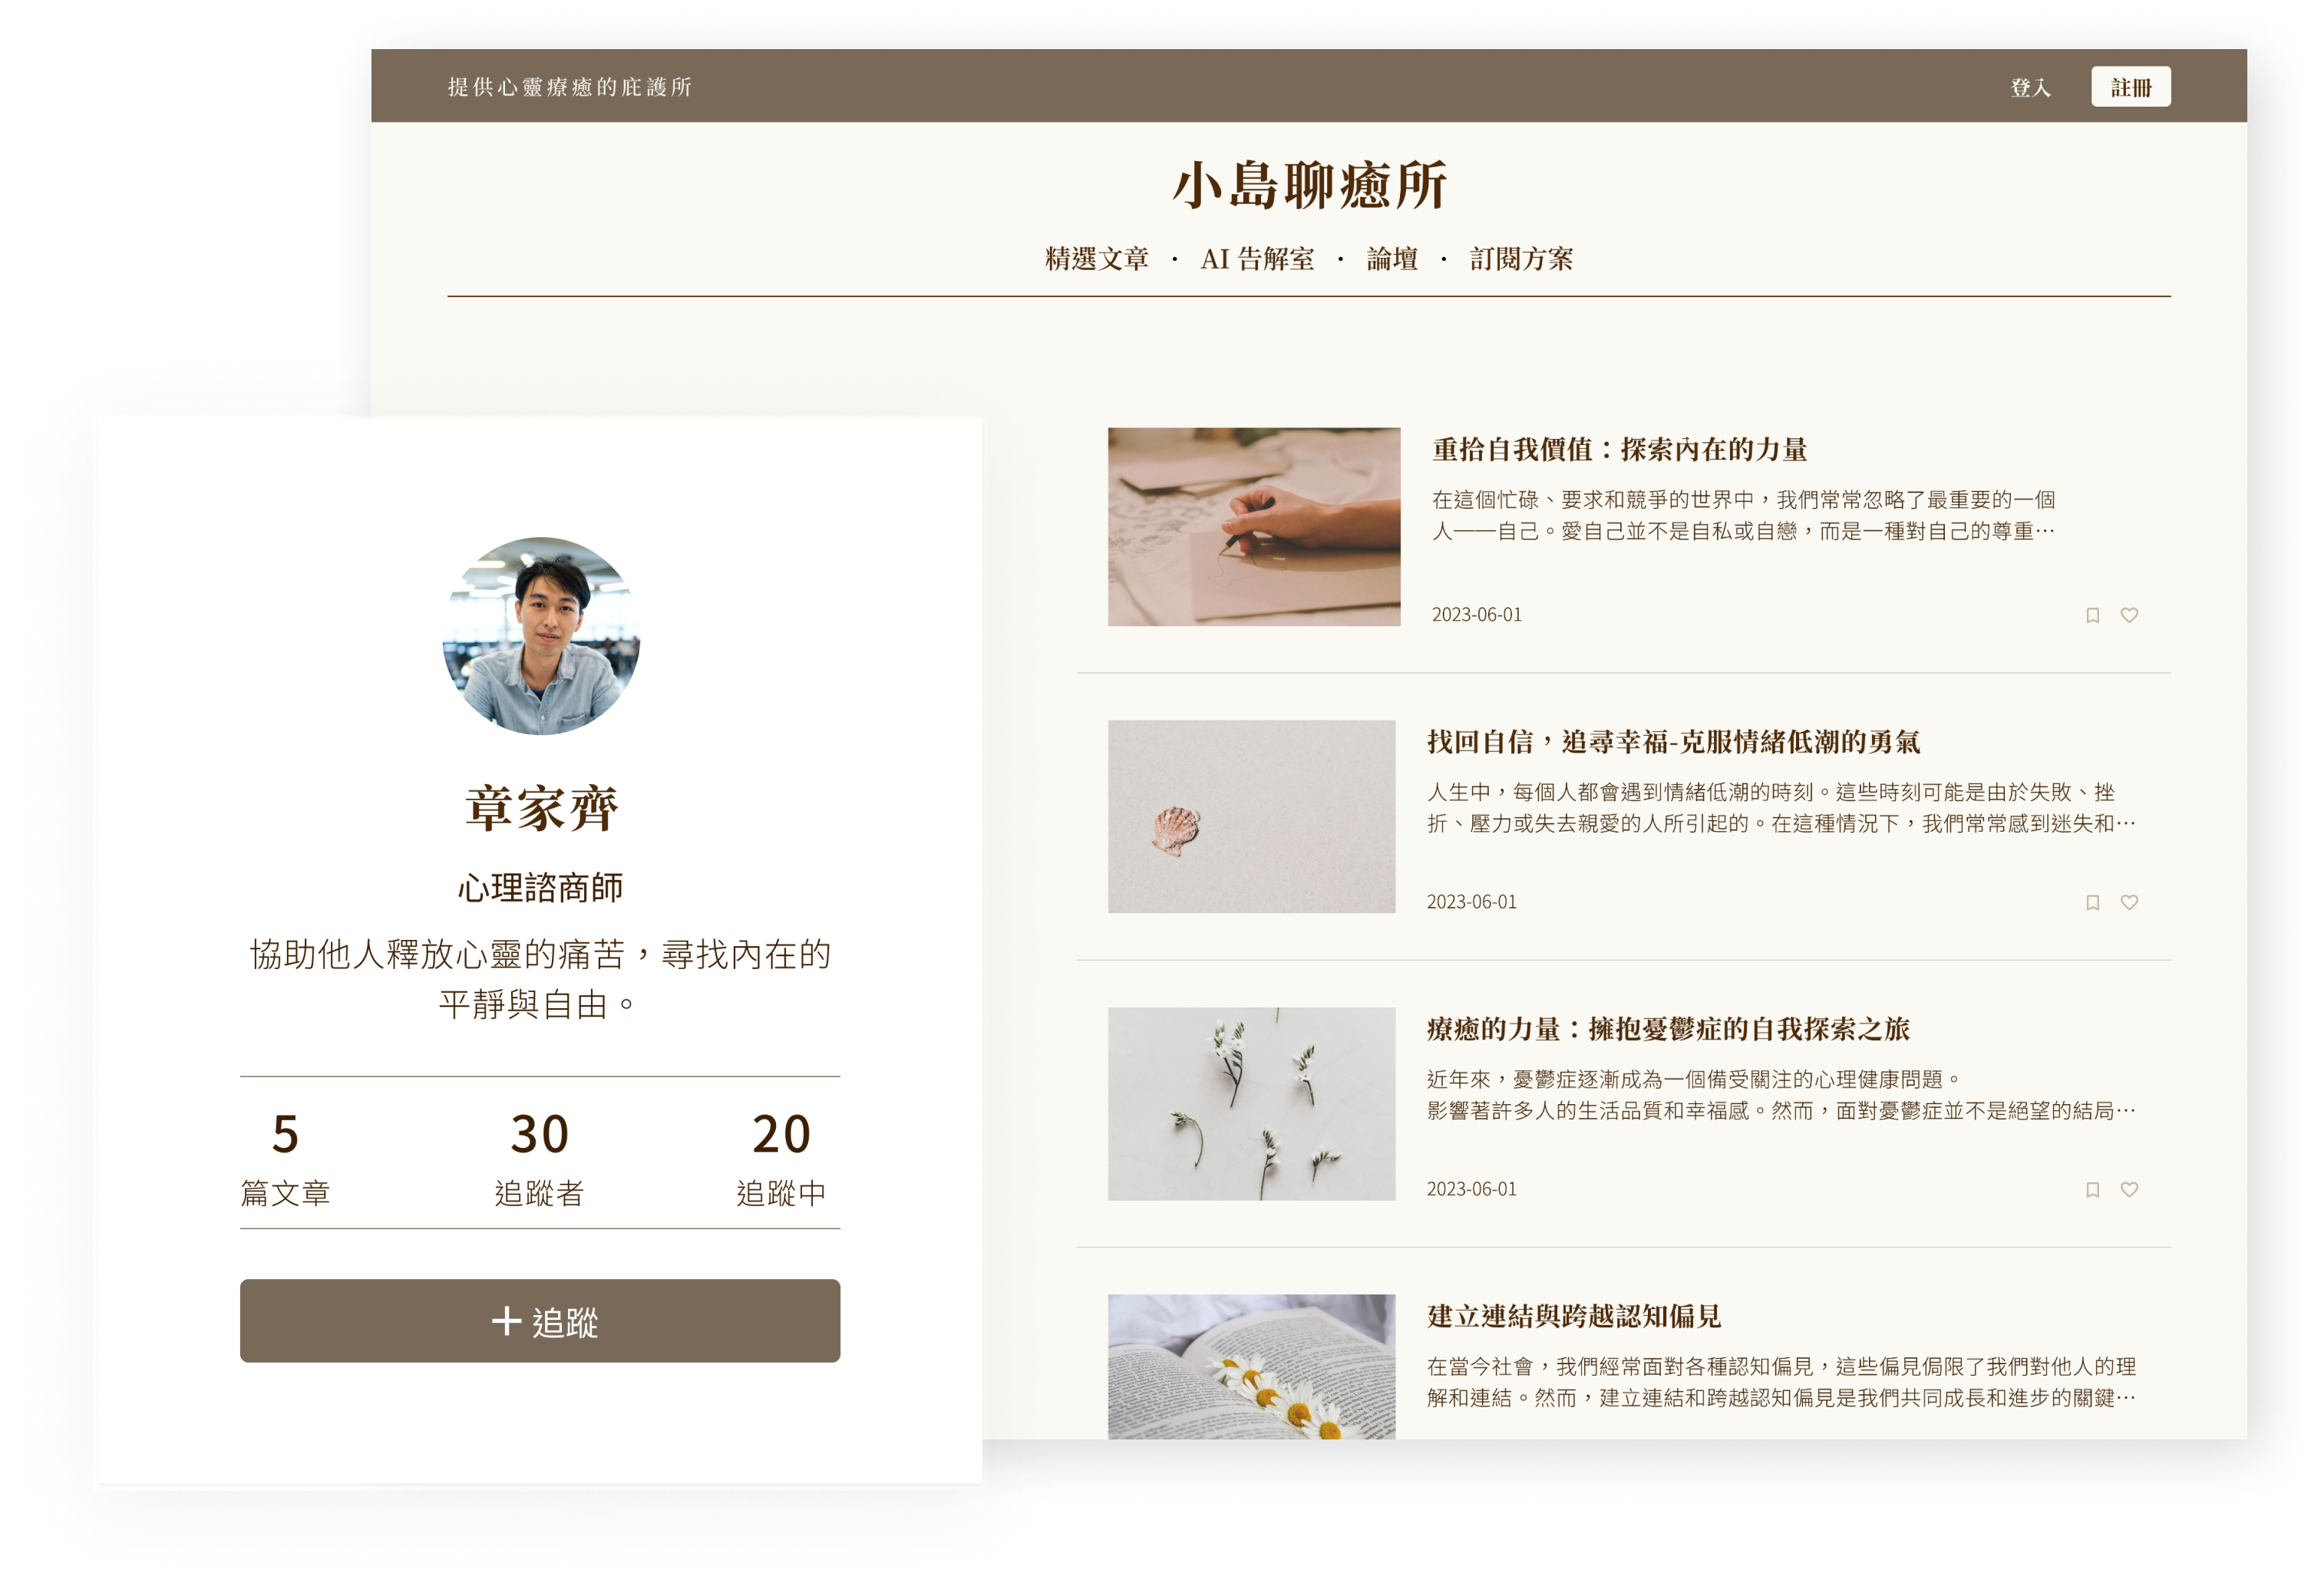 提供心靈療癒的庇護所
登入
註冊
小島聊癒所
精選文章 · AI 告解室 · 論壇 · 訂閱方案
章家齊
心理諮商師
協助他人釋放心靈的痛苦，尋找內在的
平靜與自由。
5
篇文章
30
追蹤者
20
追蹤中
+ 追蹤
重拾自我價值：探索內在的力量
在這個忙碌、要求和競爭的世界中，我們常常忽略了最重要的一個
人——自己。愛自己並不是自私或自戀，而是一種對自己的尊重…
2023-06-01
找回自信，追尋幸福-克服情緒低潮的勇氣
人生中，每個人都會遇到情緒低潮的時刻。這些時刻可能是由於失敗、挫
折、壓力或失去親愛的人所引起的。在這種情況下，我們常常感到迷失和…
2023-06-01
療癒的力量：擁抱憂鬱症的自我探索之旅
近年來，憂鬱症逐漸成為一個備受關注的心理健康問題。
影響著許多人的生活品質和幸福感。然而，面對憂鬱症並不是絕望的結局…
2023-06-01
建立連結與跨越認知偏見
在當今社會，我們經常面對各種認知偏見，這些偏見侷限了我們對他人的理
解和連結。然而，建立連結和跨越認知偏見是我們共同成長和進步的關鍵…